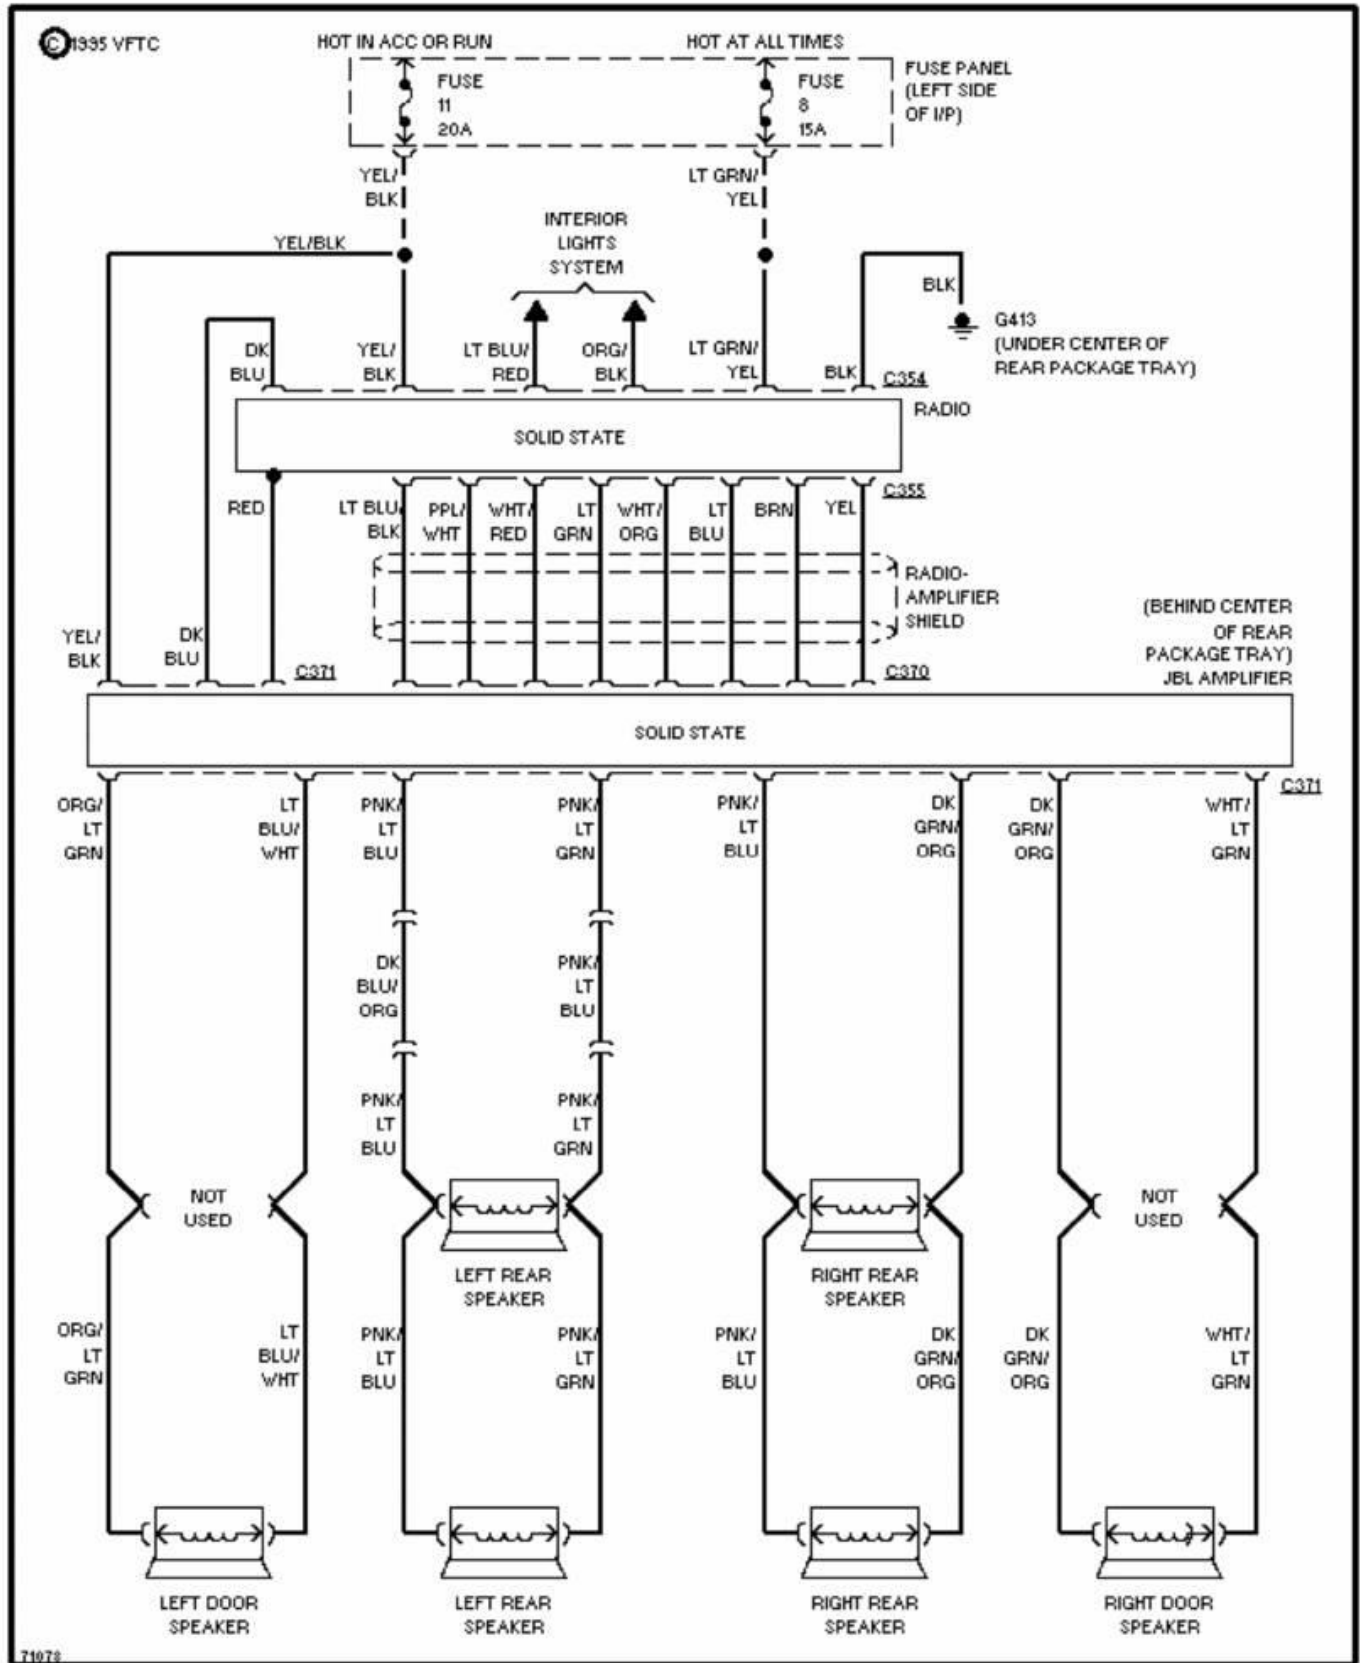 © 1995 VFTC
HOT IN ACC OR RUN
HOT AT ALL TIMES
FUSE
11
20A
FUSE
8
15A
FUSE PANEL
(LEFT SIDE
OF I/P)
YEL/
BLK
LT GRN/
YEL
INTERIOR
LIGHTS
SYSTEM
YEL/BLK
BLK
G413
(UNDER CENTER OF
REAR PACKAGE TRAY)
DK
BLU
YEL/
BLK
LT BLU/
RED
ORG/
BLK
LT GRN/
YEL
BLK
C354
RADIO
SOLID STATE
C355
RED
LT BLU/
BLK
PPL/
WHT
WHT/
RED
LT
GRN
WHT/
ORG
LT
BLU
BRN
YEL
RADIO-
AMPLIFIER
SHIELD
(BEHIND CENTER
OF REAR
PACKAGE TRAY)
JBL AMPLIFIER
YEL/
BLK
DK
BLU
C371
C370
SOLID STATE
C371
ORG/
LT
GRN
LT
BLU/
WHT
PNK/
LT
BLU
PNK/
LT
GRN
PNK/
LT
BLU
DK
GRN/
ORG
DK
GRN/
ORG
WHT/
LT
GRN
DK
BLU/
ORG
PNK/
LT
BLU
PNK/
LT
BLU
PNK/
LT
GRN
NOT
USED
NOT
USED
LEFT REAR
SPEAKER
RIGHT REAR
SPEAKER
ORG/
LT
GRN
LT
BLU/
WHT
PNK/
LT
BLU
PNK/
LT
GRN
PNK/
LT
BLU
DK
GRN/
ORG
DK
GRN/
ORG
WHT/
LT
GRN
LEFT DOOR
SPEAKER
LEFT REAR
SPEAKER
RIGHT REAR
SPEAKER
RIGHT DOOR
SPEAKER
71078